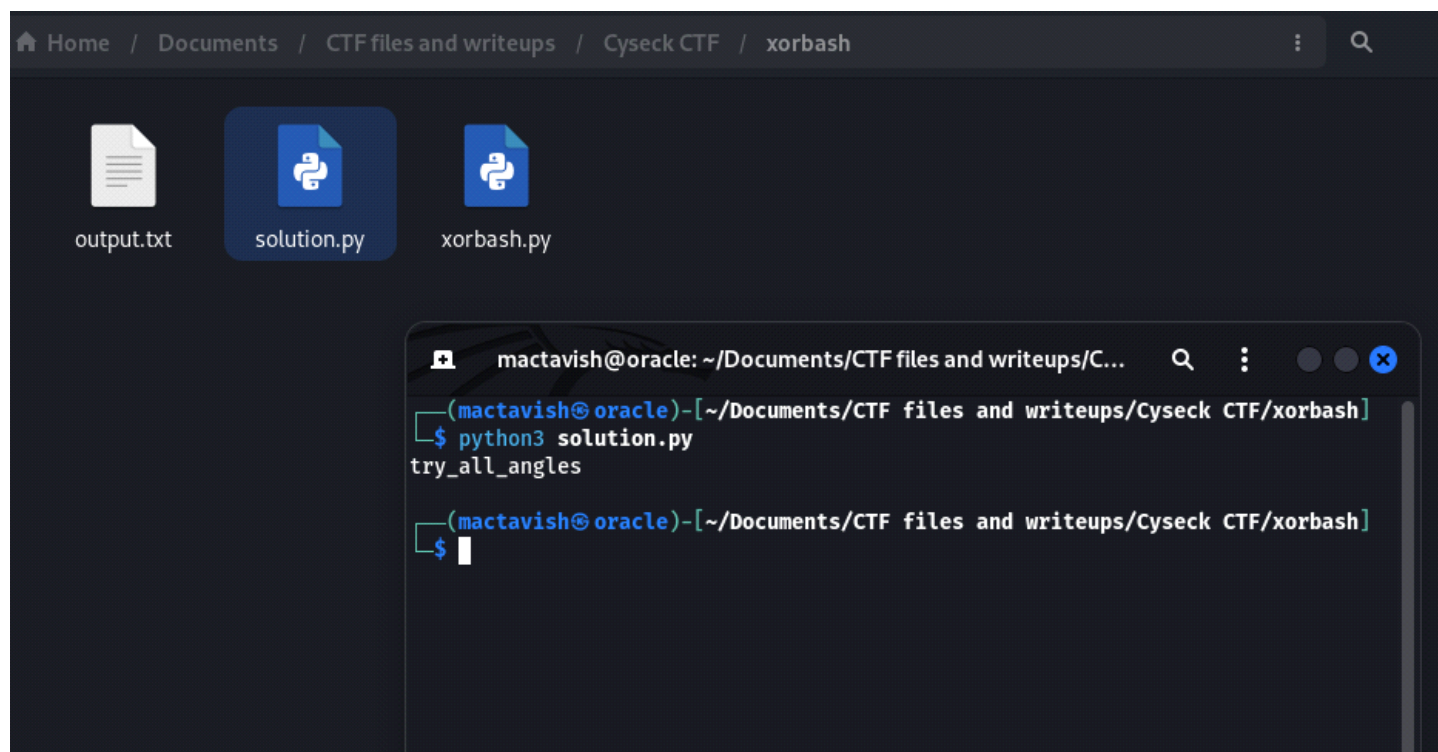 Home / Documents / CTF files and writeups / Cyseck CTF / xorbash
output.txt
solution.py
xorbash.py
mactavish@oracle: ~/Documents/CTF files and writeups/C...
┌──(mactavish㉿oracle)-[~/Documents/CTF files and writeups/Cyseck CTF/xorbash]
└─$ python3 solution.py
try_all_angles
┌──(mactavish㉿oracle)-[~/Documents/CTF files and writeups/Cyseck CTF/xorbash]
└─$